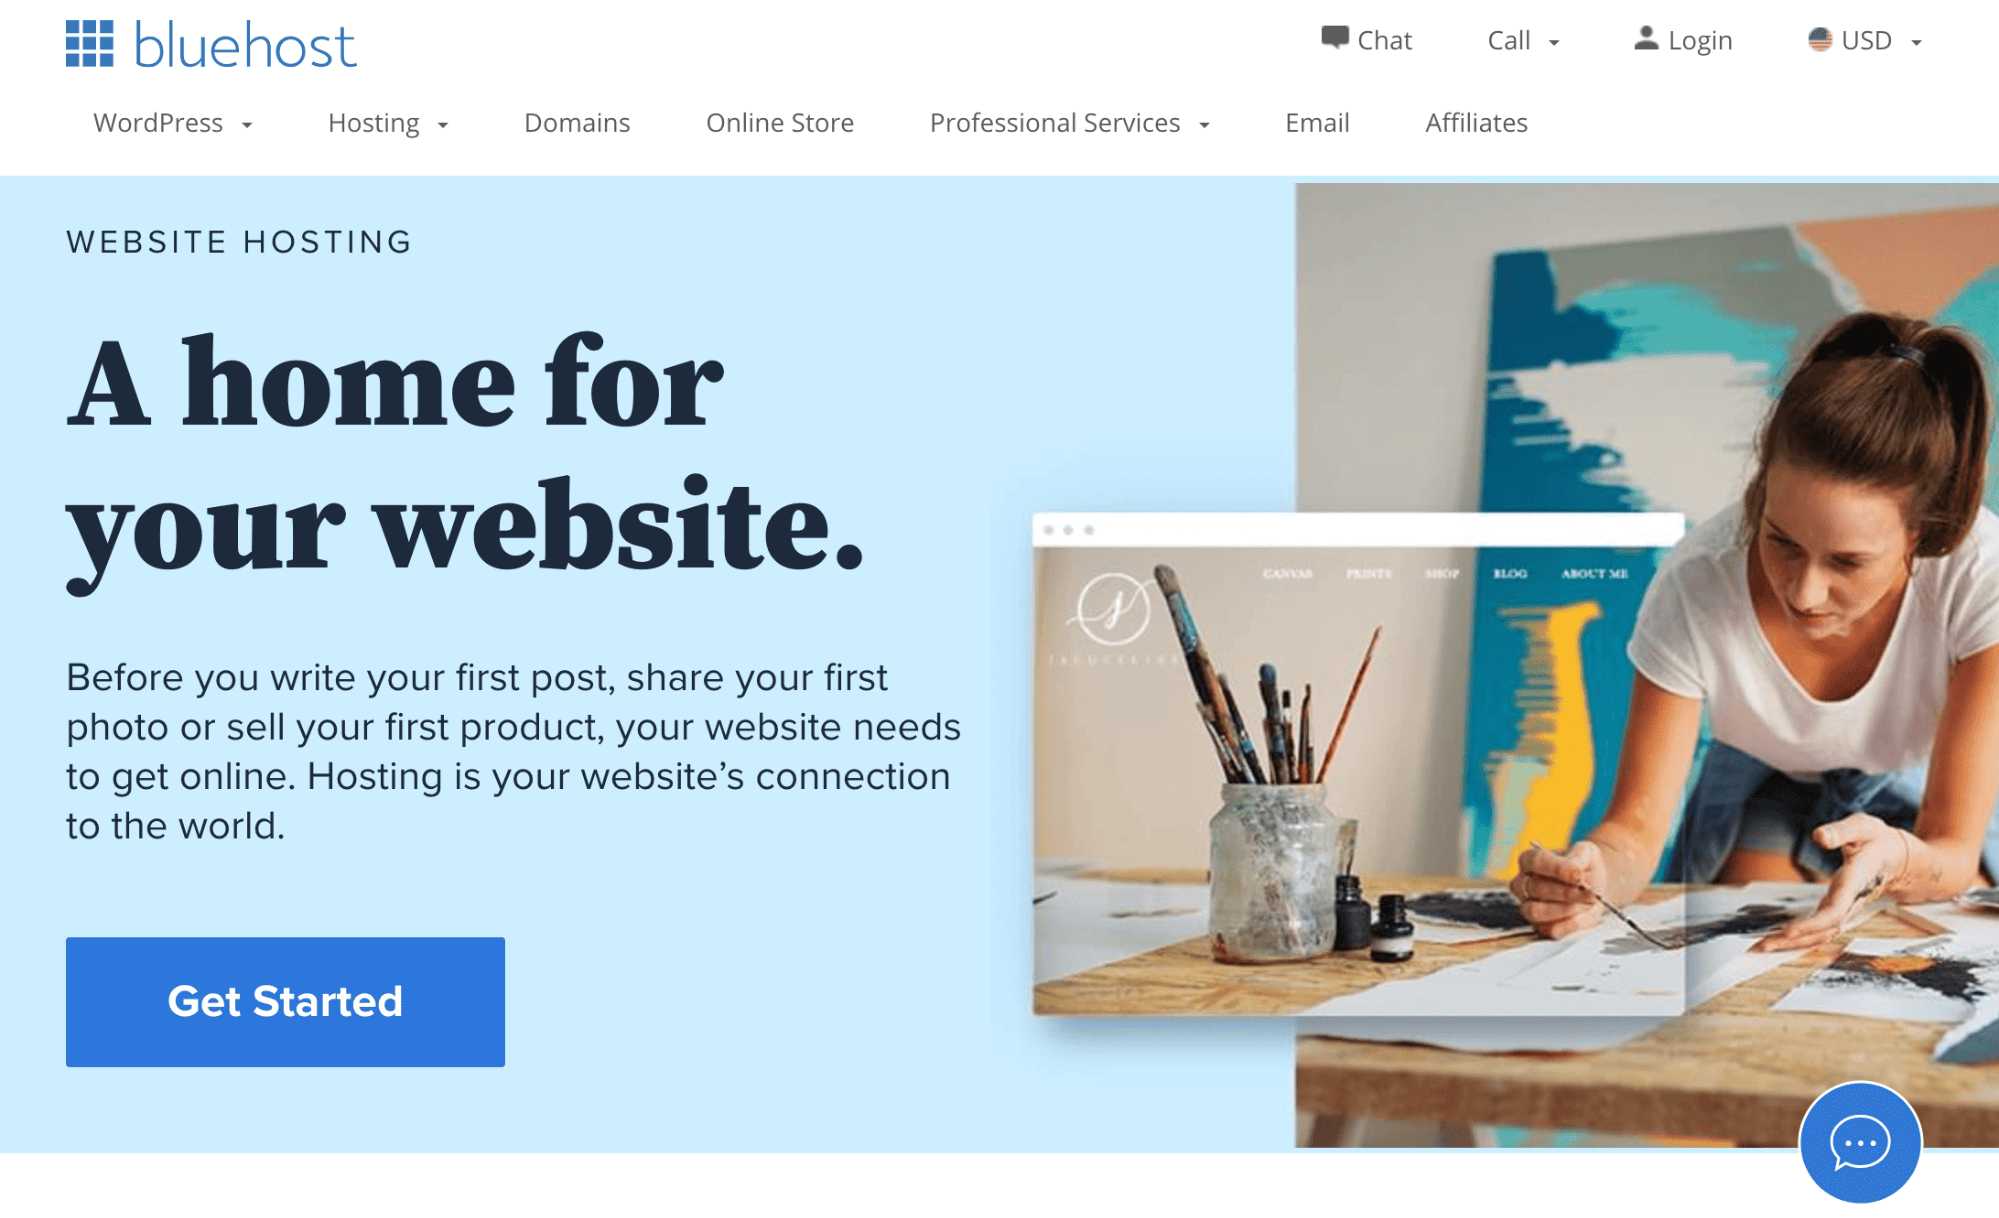 bluehost
Chat
Call
Login
USD
WordPress
Hosting
Domains
Online Store
Professional Services
Email
Affiliates
WEBSITE HOSTING
A home for
your website.
Before you write your first post, share your first
photo or sell your first product, your website needs
to get online. Hosting is your website’s connection
to the world.
Get Started
CANVAS
PRINTS
SHOP
BLOG
ABOUT ME